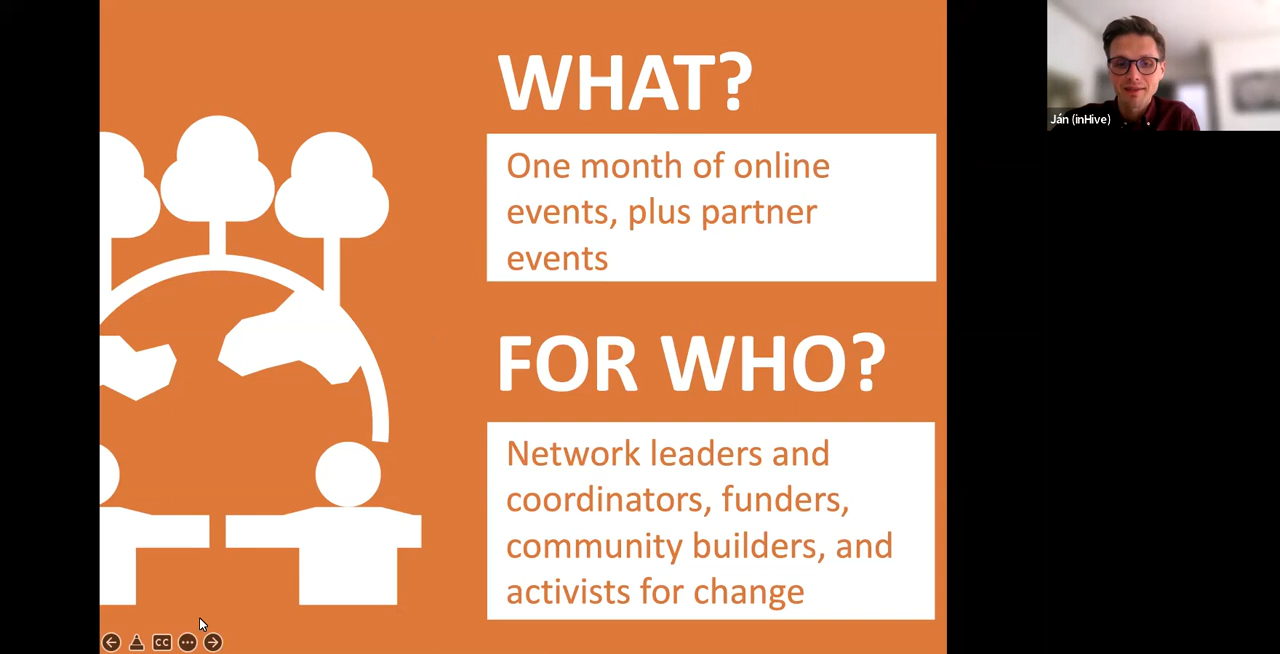 WHAT?
One month of online
events, plus partner
events
FOR WHO?
Network leaders and
coordinators, funders,
community builders, and
activists for change
Ján (inHive)
CC